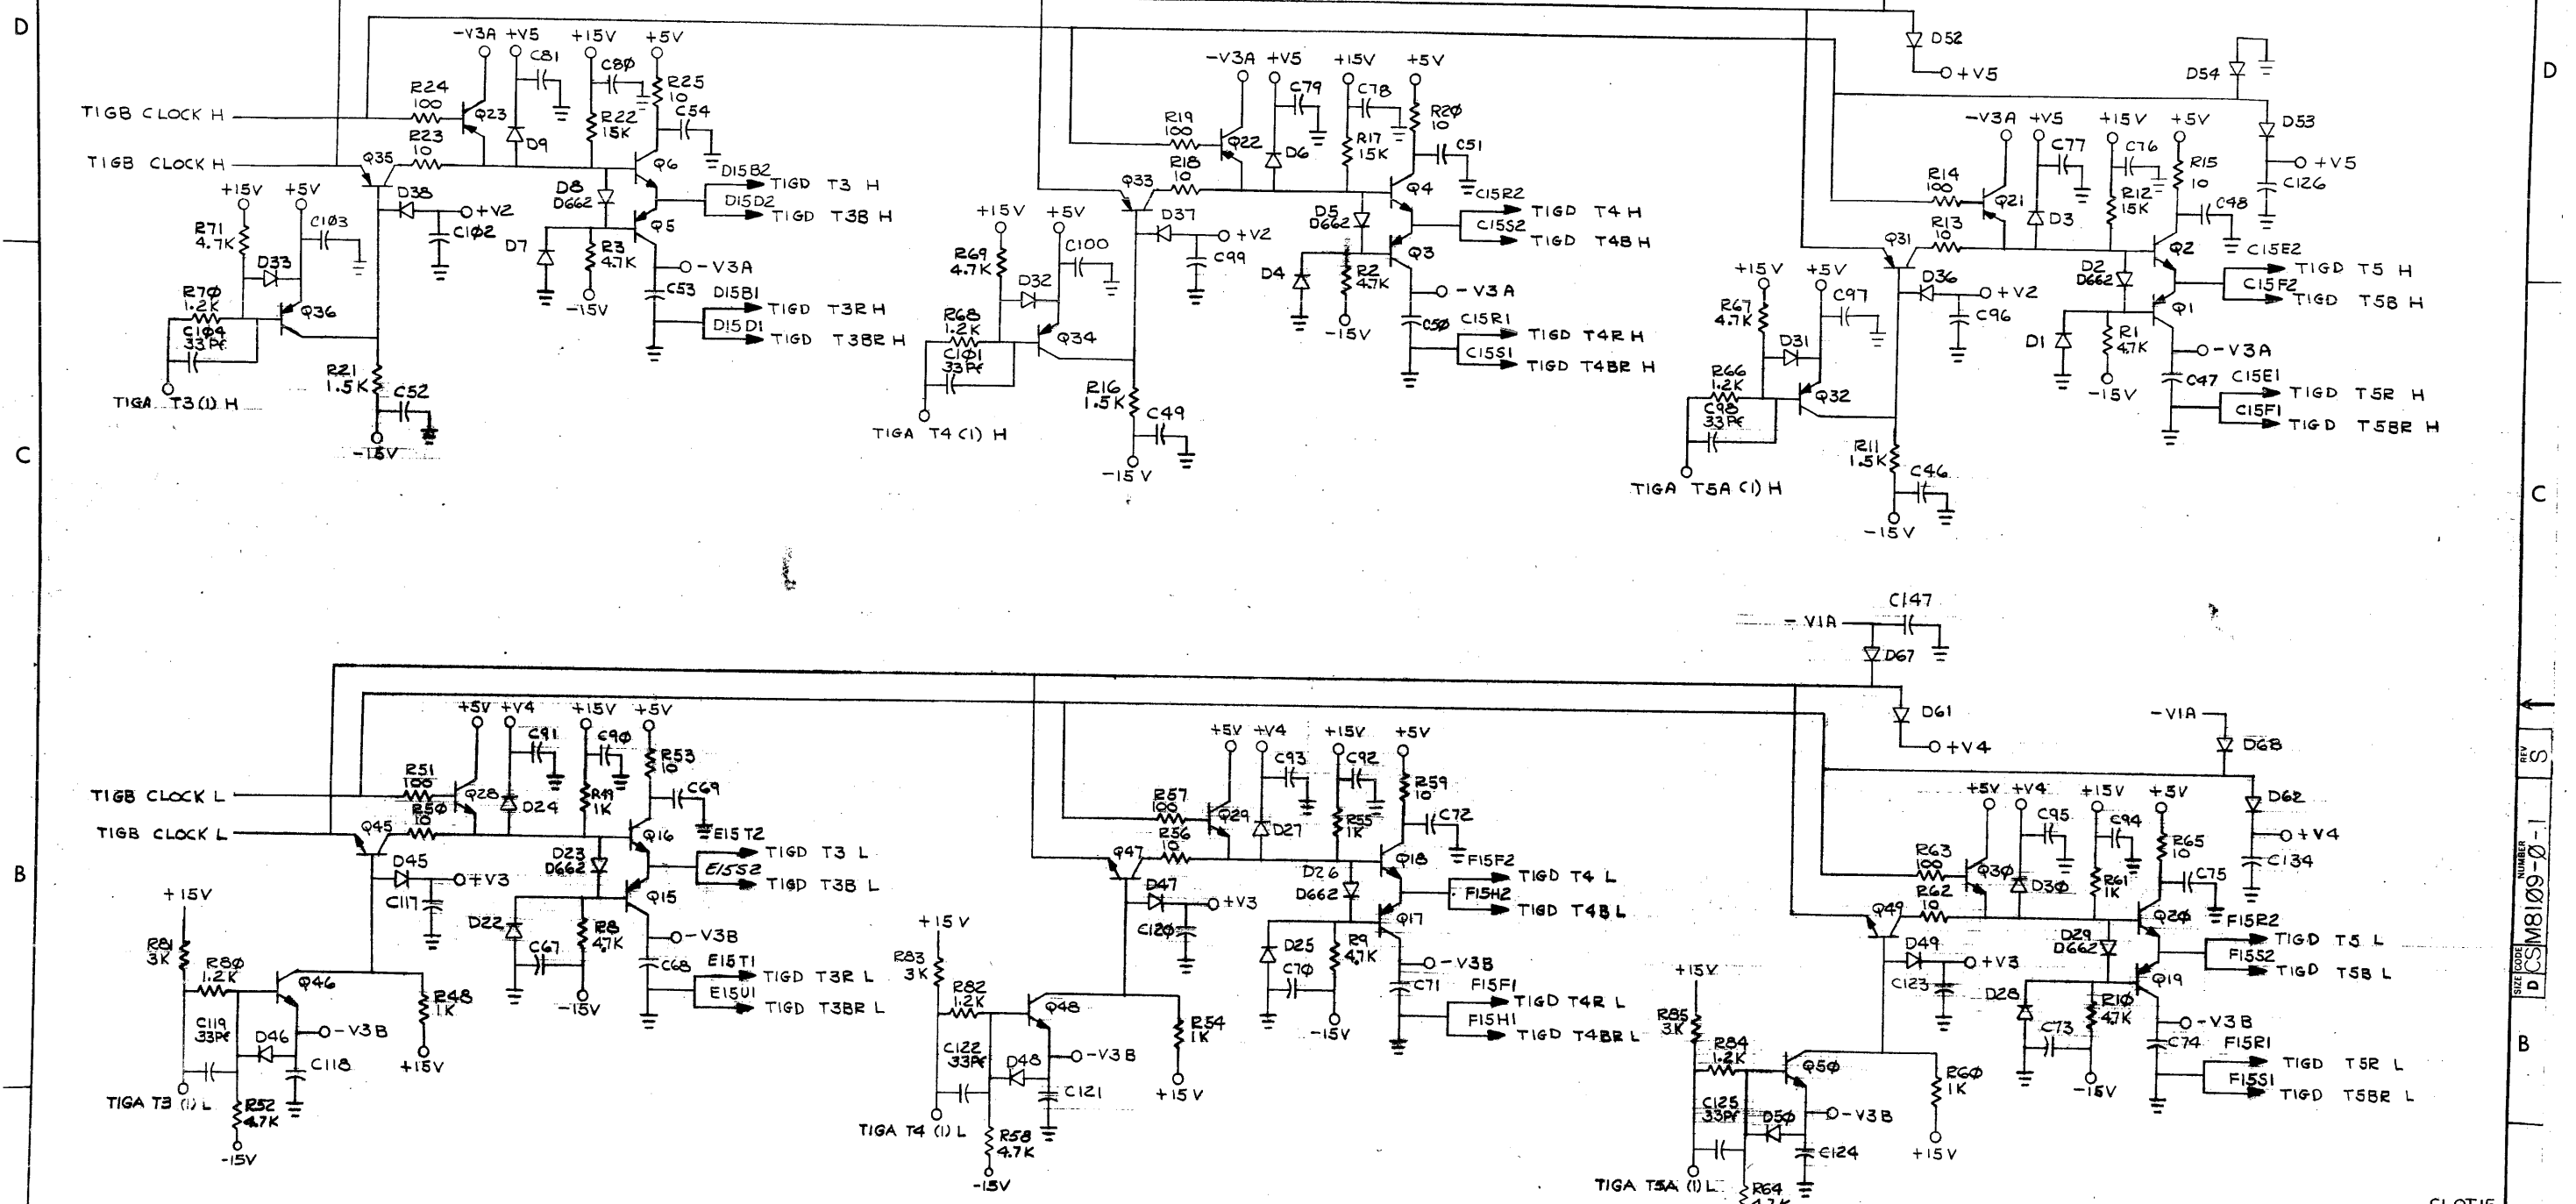 D
D
-V3A
+V5
+15V
+5V
C81
C8Ø
R25
10
C54
R24
100
Q23
R23
10
D9
R22
15K
TIGB CLOCK H
TIGB CLOCK H
Q35
Q6
D38
+V2
C1Ø2
D8
D662
Q5
D15B2
TIGD T3 H
D15D2
TIGD T3B H
D7
R3
4.7K
-15V
-V3A
C53
D15B1
TIGD T3R H
D15D1
TIGD T3BR H
+15V
+5V
R71
4.7K
C1Ø3
D33
R7Ø
1.2K
C1Ø4
33Pf
Q36
R21
1.5K
C52
-15V
TIGA T3(1) H
-V3A
+V5
+15V
+5V
C79
C78
R2Ø
10
C51
R19
100
Q22
R18
10
D6
R17
15K
Q33
Q4
D37
+V2
C99
D5
D662
Q3
C15R2
TIGD T4 H
C15S2
TIGD T4B H
D4
R2
4.7K
-15V
-V3A
C5Ø
C15R1
TIGD T4R H
C15S1
TIGD T4BR H
+15V
+5V
R69
4.7K
C100
D32
R68
1.2K
C1Ø1
33Pf
Q34
R16
1.5K
C49
-15V
TIGA T4 (1) H
D52
+V5
D54
D53
+V5
C126
-V3A
+V5
+15V
+5V
C77
C76
R15
10
C48
R14
100
Q21
R13
10
D3
R12
15K
Q31
Q2
D36
+V2
C96
D2
D662
Q1
C15E2
TIGD T5 H
C15F2
TIGD T5B H
D1
R1
4.7K
-15V
-V3A
C47
C15E1
TIGD T5R H
C15F1
TIGD T5BR H
+15V
+5V
R67
4.7K
C97
D31
R66
1.2K
C98
33Pf
Q32
R11
1.5K
C46
-15V
TIGA T5A (1) H
C
C
-V1A
C147
D67
D61
+V4
-V1A
D68
D62
+V4
C134
+5V
+V4
+15V
+5V
C91
C9Ø
R53
10
C69
R51
100
Q28
R5Ø
10
D24
R49
1K
TIGB CLOCK L
TIGB CLOCK L
Q45
Q16
D45
+V3
C117
D23
D662
Q15
E15T2
TIGD T3 L
E15S2
TIGD T3B L
D22
C67
R8
4.7K
-15V
-V3B
C68
E15T1
TIGD T3R L
E15U1
TIGD T3BR L
+15V
R81
3K
R8Ø
1.2K
Q46
C119
33Pf
D46
-V3B
C118
R48
1K
+15V
TIGA T3 (1) L
R52
4.7K
-15V
+5V
+V4
+15V
+5V
C93
C92
R59
10
C72
R57
100
Q29
R56
10
D27
R55
1K
Q47
Q18
D47
+V3
C12Ø
D26
D662
Q17
F15F2
TIGD T4 L
F15H2
TIGD T4B L
D25
C7Ø
R9
4.7K
-15V
-V3B
C71
F15F1
TIGD T4R L
F15H1
TIGD T4BR L
+15V
R83
3K
R82
1.2K
Q48
C122
33Pf
D48
-V3B
C121
R54
1K
+15V
TIGA T4 (1) L
R58
4.7K
-15V
+5V
+V4
+15V
+5V
C95
C94
R65
10
C75
R63
100
Q3Ø
R62
10
D3Ø
R61
1K
Q49
Q2Ø
D49
+V3
C123
D29
D662
Q19
F15R2
TIGD T5 L
F15S2
TIGD T5B L
D28
C73
R1Ø
4.7K
-15V
-V3B
C74
F15R1
TIGD T5R L
F15S1
TIGD T5BR L
+15V
R85
3K
R84
1.2K
Q5Ø
C125
33Pf
D5Ø
-V3B
C124
R6Ø
1K
+15V
TIGA T5A (1) L
R64
B
B
SIZE
D
CODE
CS
NUMBER
M8109-Ø-1
REV
S